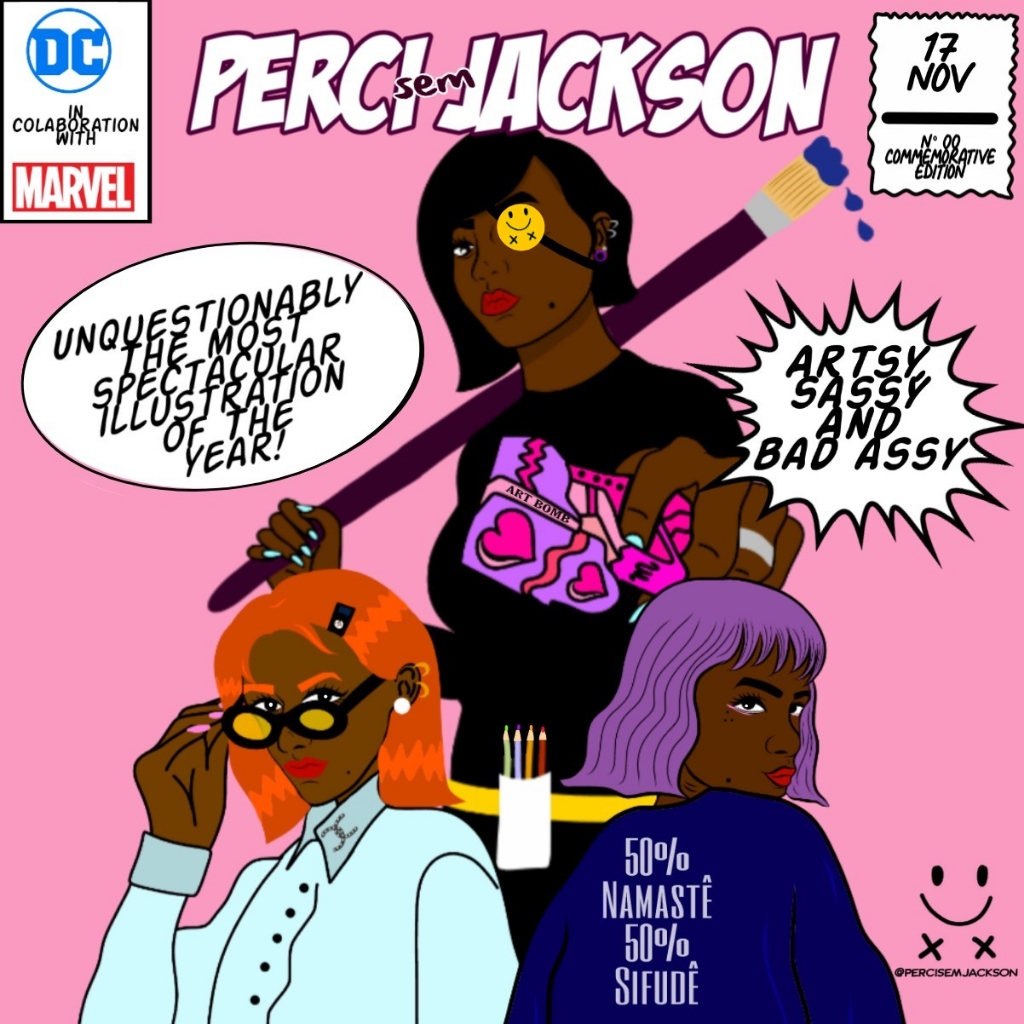 DC
IN
COLABORATION
WITH
MARVEL
PERCI sem JACKSON
17
NOV
N° 00
COMMEMORATIVE
EDITION
UNQUESTIONABLY
THE MOST
SPECTACULAR
ILLUSTRATION
OF THE
YEAR!
ARTSY
SASSY
AND
BAD ASSY
ART BOMB
m
50%
NAMASTÊ
50%
SIFUDÊ
@PERCISEMJACKSON